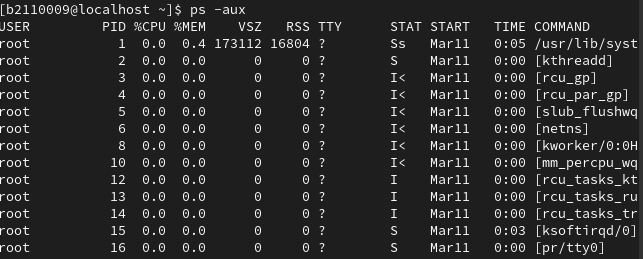 [b2110009@localhost ~]$ ps -aux
USER PID %CPU %MEM VSZ RSS TTY STAT START TIME COMMAND
root 1 0.0 0.4 173112 16804 ? Ss Mar11 0:05 /usr/lib/syst
root 2 0.0 0.0 0 0 ? S Mar11 0:00 [kthreadd]
root 3 0.0 0.0 0 0 ? I< Mar11 0:00 [rcu_gp]
root 4 0.0 0.0 0 0 ? I< Mar11 0:00 [rcu_par_gp]
root 5 0.0 0.0 0 0 ? I< Mar11 0:00 [slub_flushwq
root 6 0.0 0.0 0 0 ? I< Mar11 0:00 [netns]
root 8 0.0 0.0 0 0 ? I< Mar11 0:00 [kworker/0:0H
root 10 0.0 0.0 0 0 ? I< Mar11 0:00 [mm_percpu_wq
root 12 0.0 0.0 0 0 ? I Mar11 0:00 [rcu_tasks_kt
root 13 0.0 0.0 0 0 ? I Mar11 0:00 [rcu_tasks_ru
root 14 0.0 0.0 0 0 ? I Mar11 0:00 [rcu_tasks_tr
root 15 0.0 0.0 0 0 ? S Mar11 0:03 [ksoftirqd/0]
root 16 0.0 0.0 0 0 ? S Mar11 0:00 [pr/tty0]